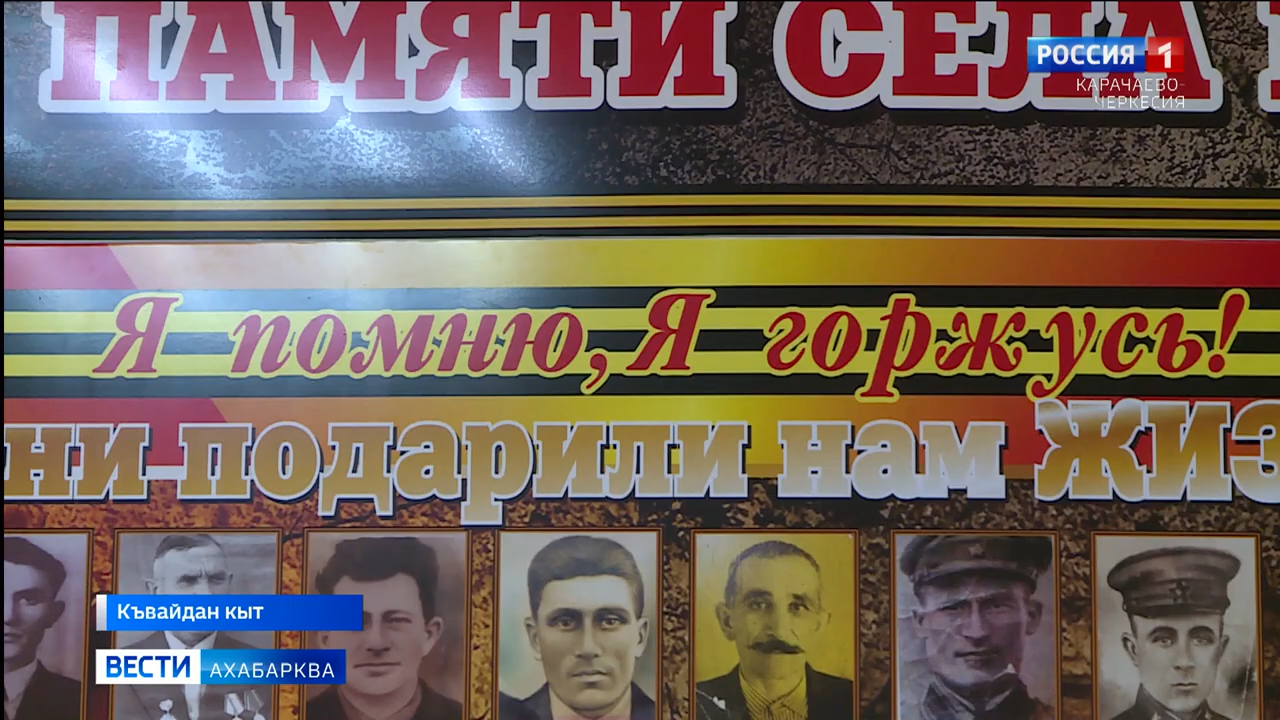 ПАМЯТИ СЕЛА
РОССИЯ 1
КАРАЧАЕВО-
ЧЕРКЕСИЯ
Я помню, Я горжусь!
подарили нам
Къвайдан кыт
ВЕСТИ АХАБАРКВА